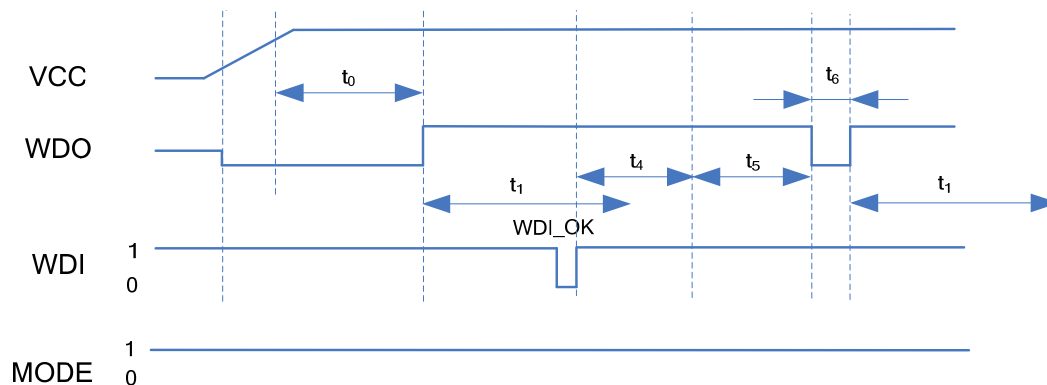 VCC
t₀
t₆
WDO
t₄
t₅
t₁
t₁
WDI_OK
WDI
1
0
MODE
1
0